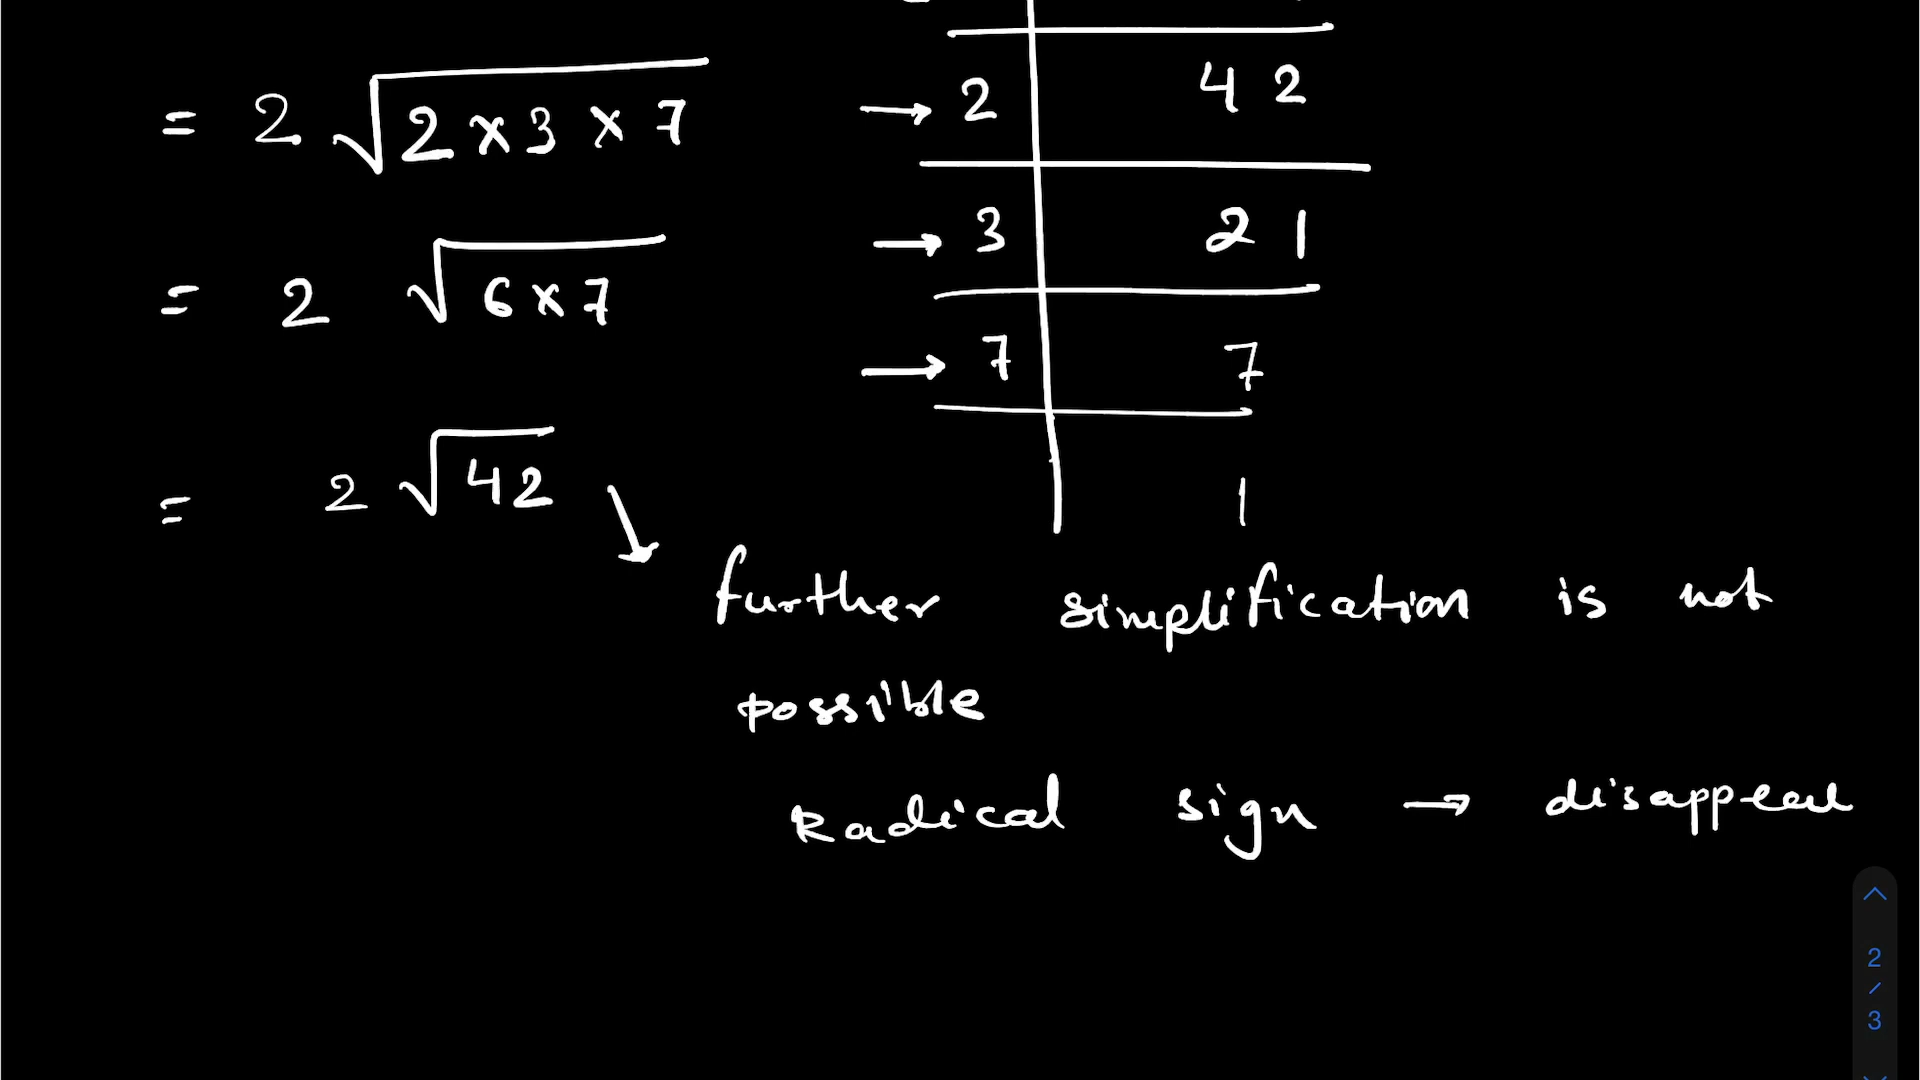 = 2 √2 × 3 × 7
→ 2 | 42
→ 3 | 21
= 2 √6 × 7
→ 7 | 7
= 2 √42
1
further simplification is not
possible
Radical sign → disappear
2
/
3